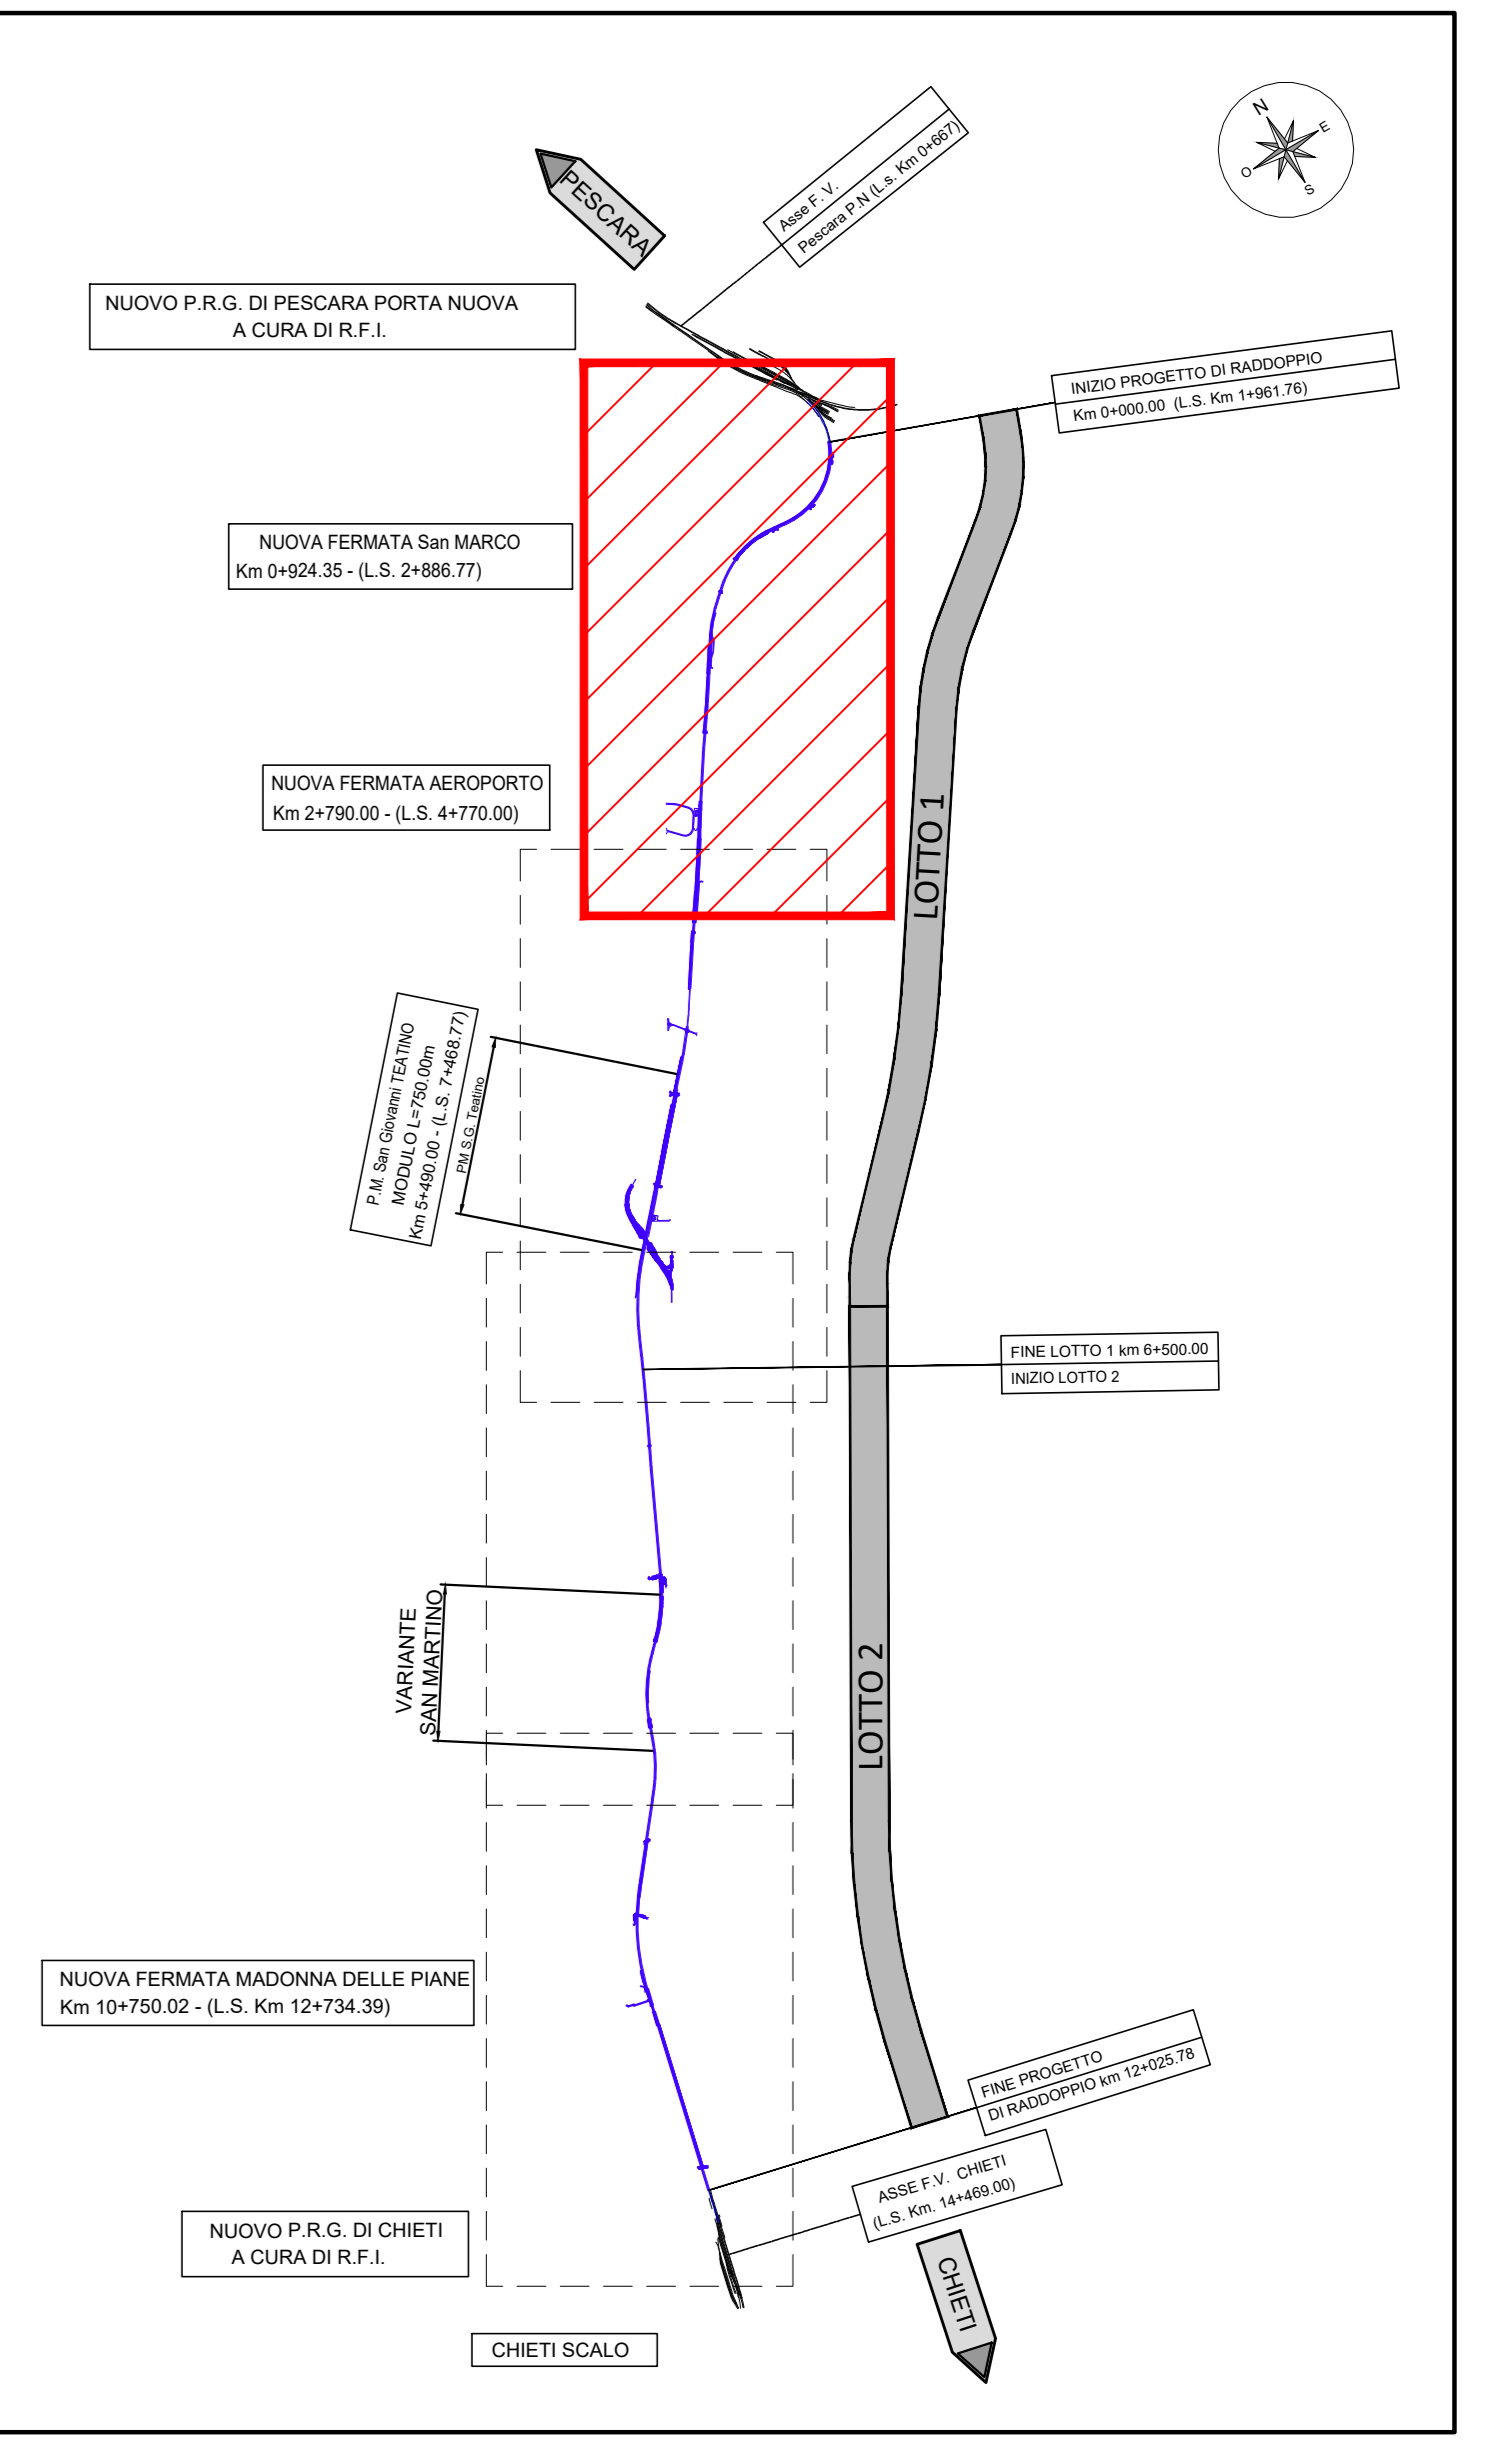 N
E
O
S
PESCARA
Asse F. V.
Pescara P.N (L.s. Km 0+667)
NUOVO P.R.G. DI PESCARA PORTA NUOVA
A CURA DI R.F.I.
INIZIO PROGETTO DI RADDOPPIO
Km 0+000.00 (L.S. Km 1+961.76)
NUOVA FERMATA San MARCO
Km 0+924.35 - (L.S. 2+886.77)
NUOVA FERMATA AEROPORTO
Km 2+790.00 - (L.S. 4+770.00)
LOTTO 1
P.M. San Giovanni TEATINO
MODULO L=750.00m
Km 5+490.00 - (L.S. 7+468.77)
PM S.G. Teatino
FINE LOTTO 1 km 6+500.00
INIZIO LOTTO 2
VARIANTE
SAN MARTINO
LOTTO 2
NUOVA FERMATA MADONNA DELLE PIANE
Km 10+750.02 - (L.S. Km 12+734.39)
FINE PROGETTO
DI RADDOPPIO km 12+025.78
ASSE F.V. CHIETI
(L.S. Km. 14+469.00)
NUOVO P.R.G. DI CHIETI
A CURA DI R.F.I.
CHIETI
CHIETI SCALO